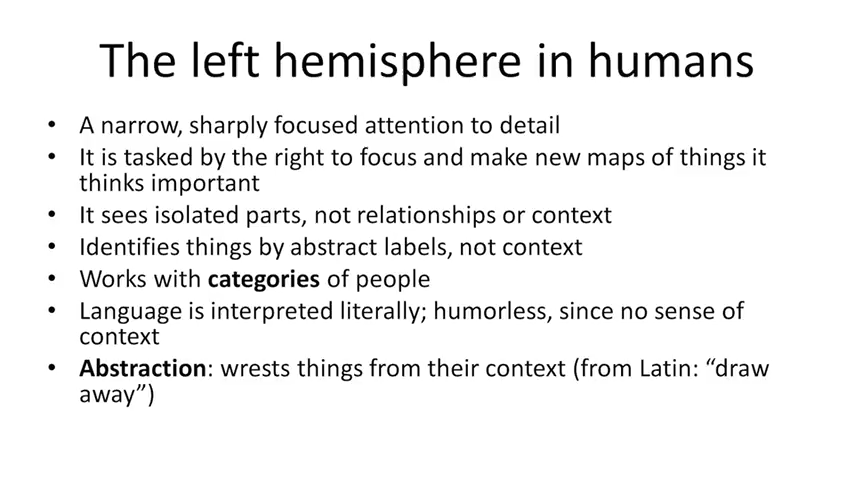 The left hemisphere in humans
• A narrow, sharply focused attention to detail
• It is tasked by the right to focus and make new maps of things it
thinks important
• It sees isolated parts, not relationships or context
• Identifies things by abstract labels, not context
• Works with categories of people
• Language is interpreted literally; humorless, since no sense of
context
• Abstraction: wrests things from their context (from Latin: “draw
away”)